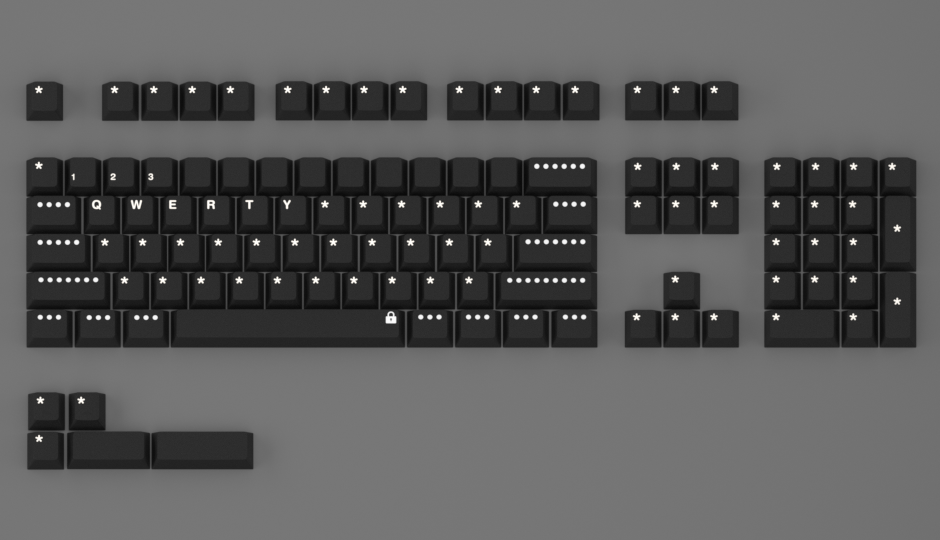 * * * * * * * * * * * * * * * *
* 1 2 3 •••••• * * * * * * *
•••• Q W E R T Y * * * * * * •••• * * * * * *
••••• * * * * * * * * * * * ••••••• * * * *
••••••• * * * * * * * * * * •••••••• * * * *
••• ••• ••• ••• ••• ••• ••• * * * * * *
* *
*